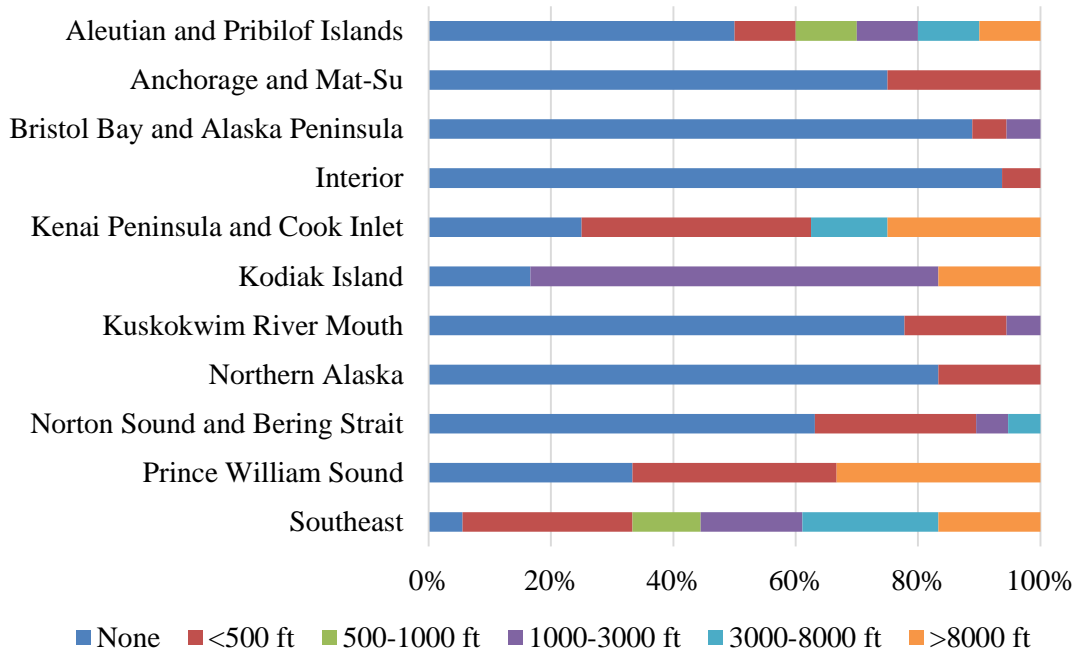 Aleutian and Pribilof Islands
Anchorage and Mat-Su
Bristol Bay and Alaska Peninsula
Interior
Kenai Peninsula and Cook Inlet
Kodiak Island
Kuskokwim River Mouth
Northern Alaska
Norton Sound and Bering Strait
Prince William Sound
Southeast
0% 20% 40% 60% 80% 100%
None <500 ft 500-1000 ft 1000-3000 ft 3000-8000 ft >8000 ft